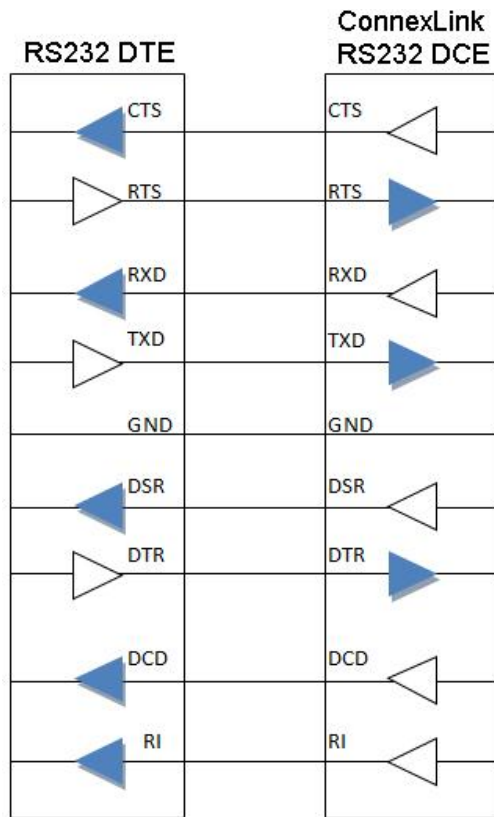 RS232 DTE
ConnexLink
RS232 DCE
CTS CTS
RTS RTS
RXD RXD
TXD TXD
GND GND
DSR DSR
DTR DTR
DCD DCD
RI RI